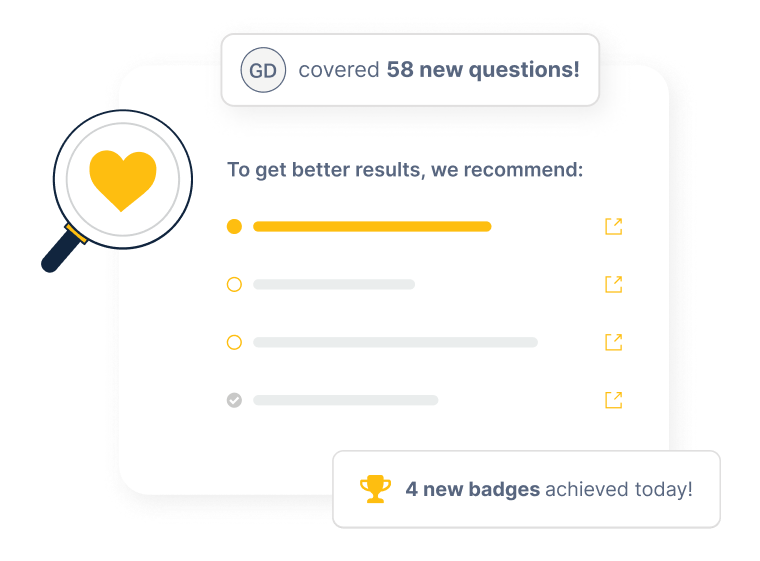 GD covered 58 new questions!
To get better results, we recommend:
4 new badges achieved today!